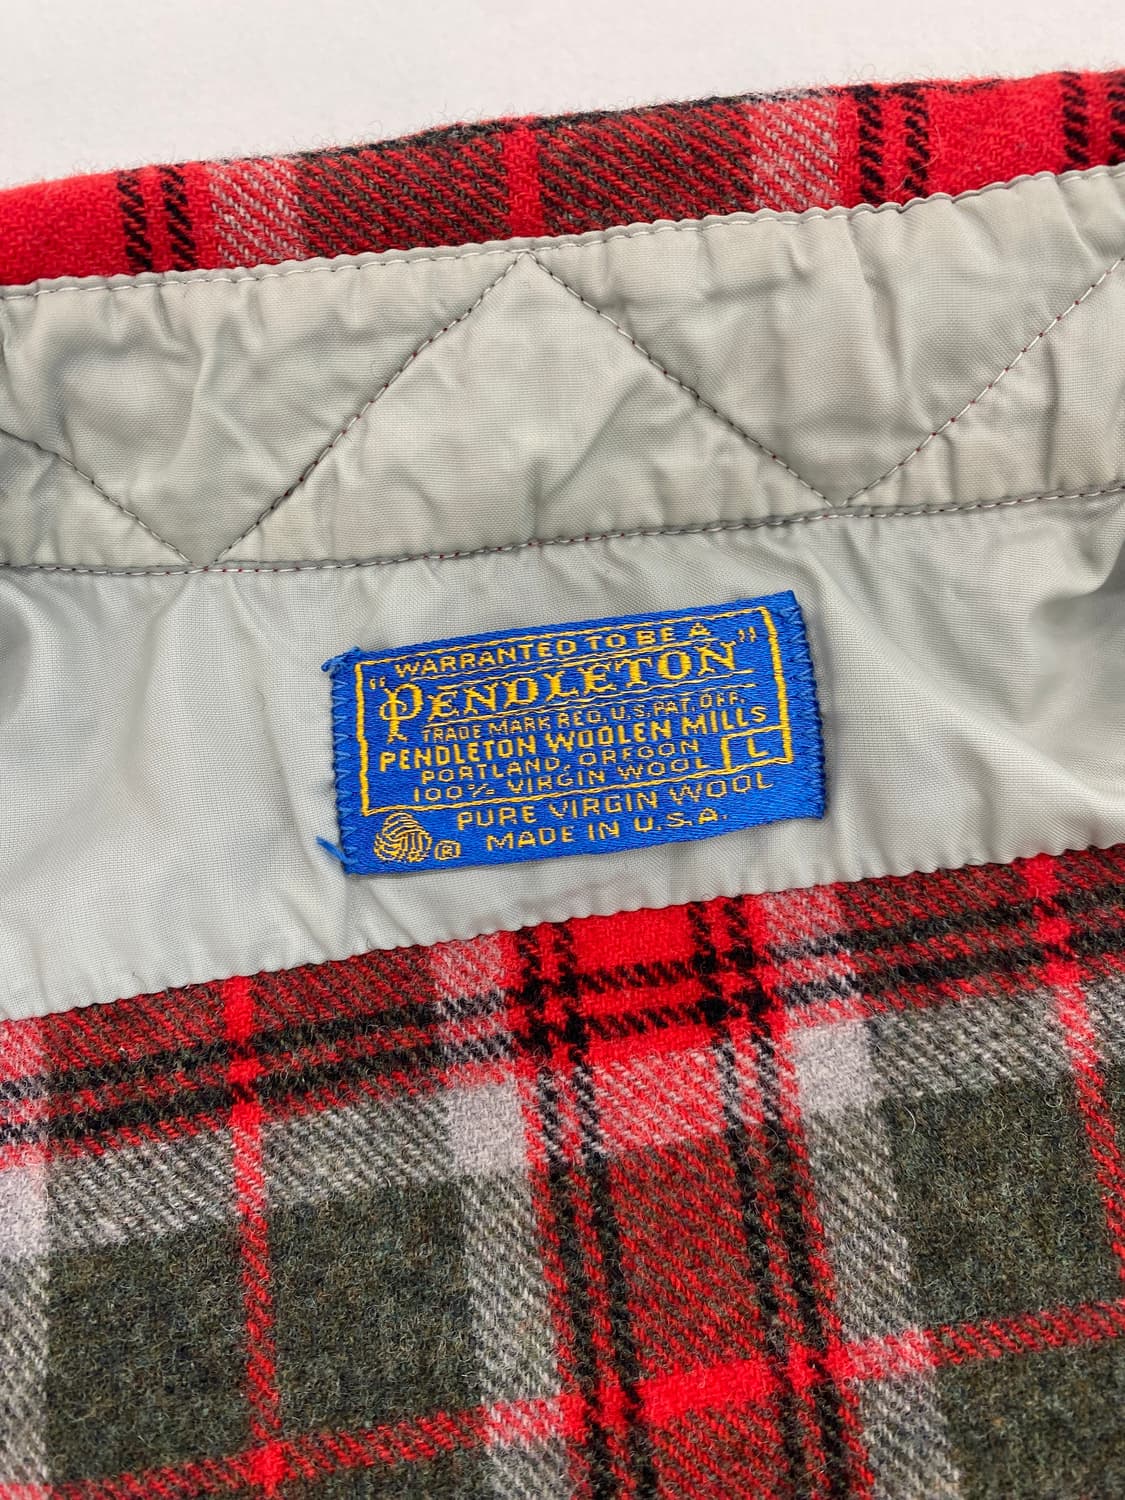 WARRANTED TO BE A
"PENDLETON"
TRADE MARK REG. U.S. PAT. OFF.
PENDLETON WOOLEN MILLS
PORTLAND, OREGON
100% VIRGIN WOOL L
PURE VIRGIN WOOL
® MADE IN U.S.A.